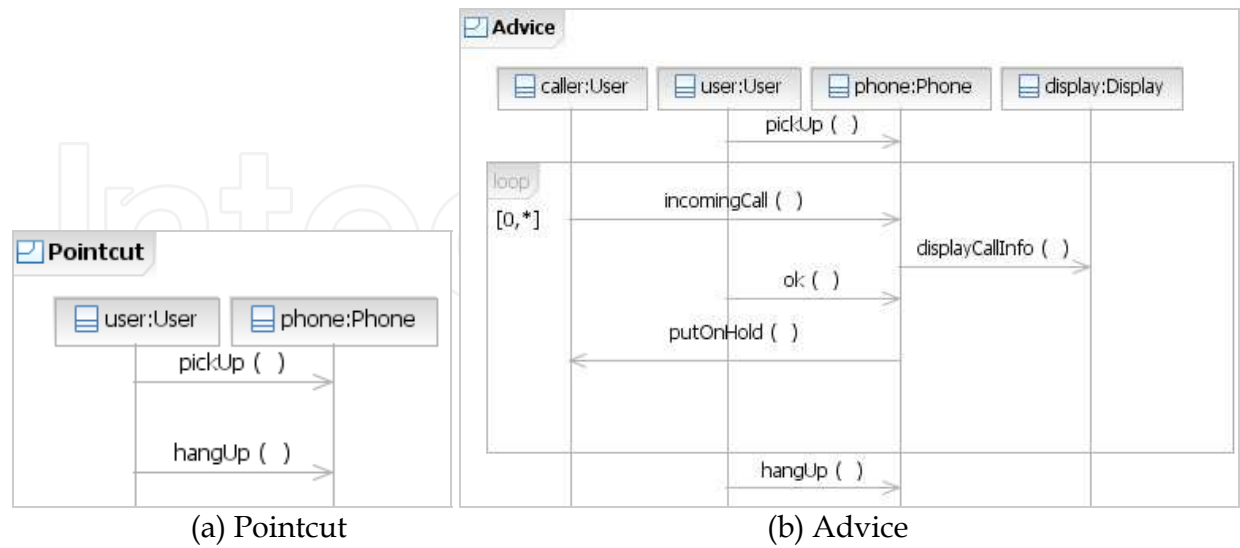 Advice
caller:User user:User phone:Phone display:Display
pickUp ( )
loop
[0,*]
incomingCall ( )
displayCallInfo ( )
ok ( )
putOnHold ( )
hangUp ( )
Pointcut
user:User phone:Phone
pickUp ( )
hangUp ( )
(a) Pointcut (b) Advice